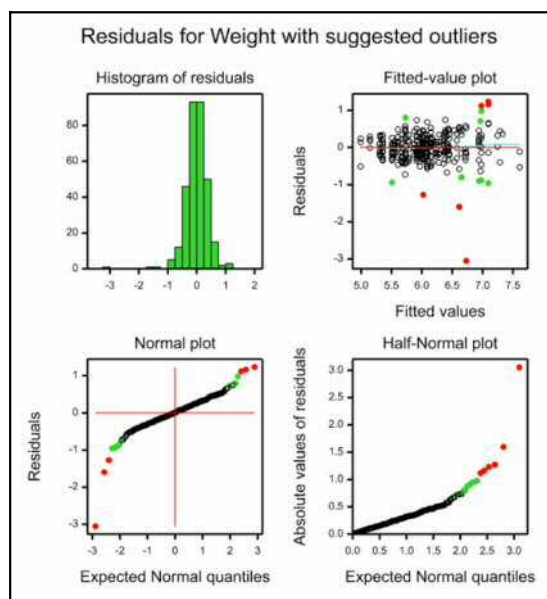 Residuals for Weight with suggested outliers
Histogram of residuals
80
60
40
20
0
-3 -2 -1 0 1 2
Fitted-value plot
Residuals
1
0
-1
-2
-3
5.0 5.5 6.0 6.5 7.0 7.5
Fitted values
Normal plot
Residuals
1
0
-1
-2
-3
-3 -2 -1 0 1 2 3
Expected Normal quantiles
Half-Normal plot
Absolute values of residuals
3.0
2.5
2.0
1.5
1.0
0.5
0.0
0.0 0.5 1.0 1.5 2.0 2.5 3.0
Expected Normal quantiles